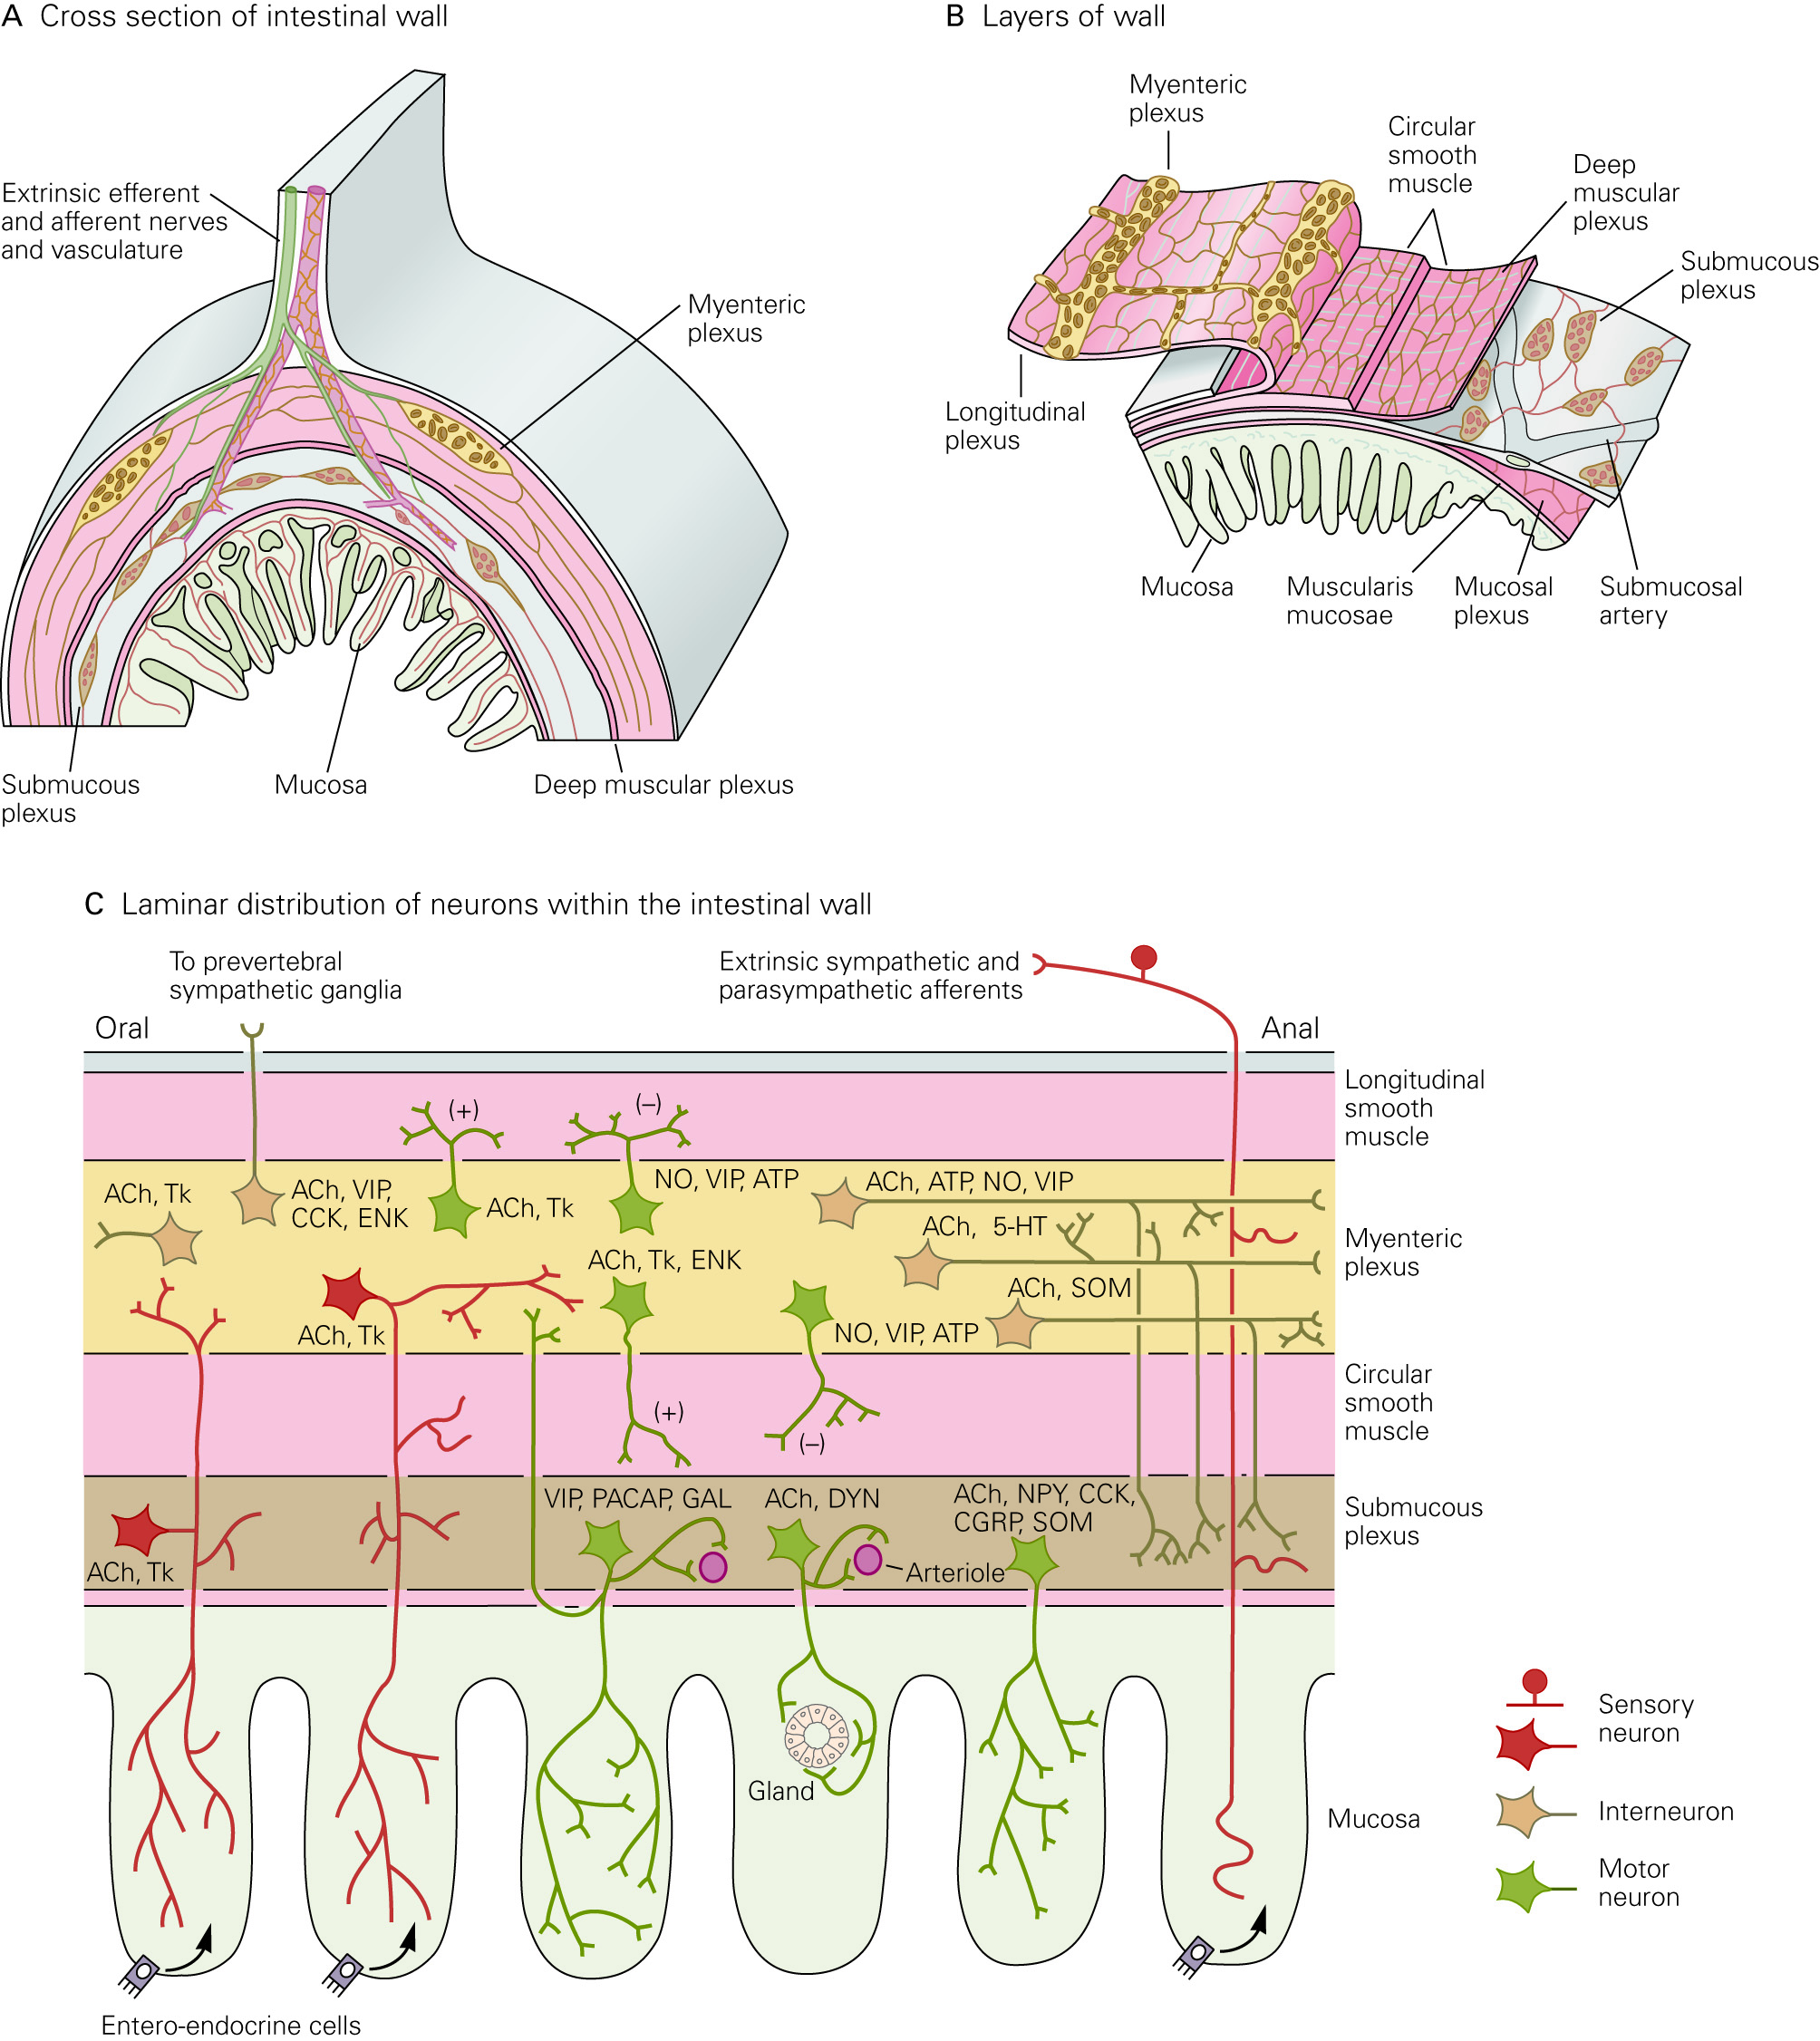 A Cross section of intestinal wall
Extrinsic efferent
and afferent nerves
and vasculature
Myenteric
plexus
Submucous
plexus
Mucosa
Deep muscular plexus
B Layers of wall
Myenteric
plexus
Circular
smooth
muscle
Deep
muscular
plexus
Submucous
plexus
Longitudinal
plexus
Mucosa
Muscularis
mucosae
Mucosal
plexus
Submucosal
artery
C Laminar distribution of neurons within the intestinal wall
To prevertebral
sympathetic ganglia
Extrinsic sympathetic and
parasympathetic afferents
Oral
Anal
Longitudinal
smooth
muscle
(+)
(–)
ACh, Tk
ACh, VIP,
CCK, ENK
ACh, Tk
NO, VIP, ATP
ACh, ATP, NO, VIP
ACh, 5-HT
Myenteric
plexus
ACh, Tk, ENK
ACh, SOM
ACh, Tk
NO, VIP, ATP
Circular
smooth
muscle
(+)
(–)
VIP, PACAP, GAL
ACh, DYN
ACh, NPY, CCK,
CGRP, SOM
Submucous
plexus
ACh, Tk
Arteriole
Gland
Mucosa
Entero-endocrine cells
Sensory
neuron
Interneuron
Motor
neuron